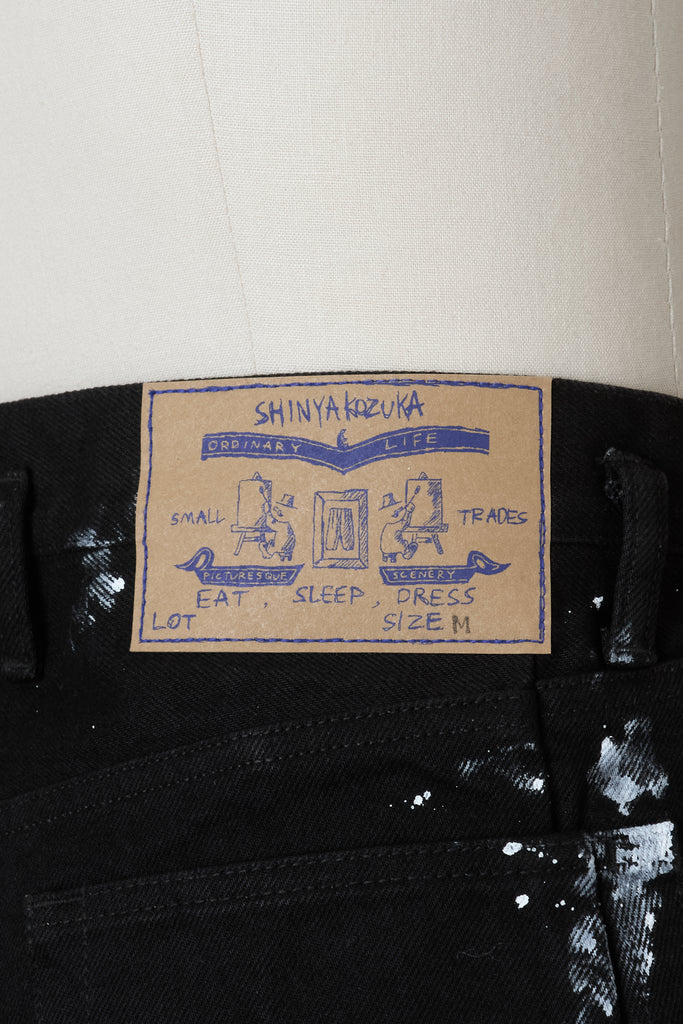 SHINYAKOZUKA
ORDINARY LIFE
SMALL TRADES
PICTURESQUE SCENERY
EAT, SLEEP, DRESS
LOT SIZE M